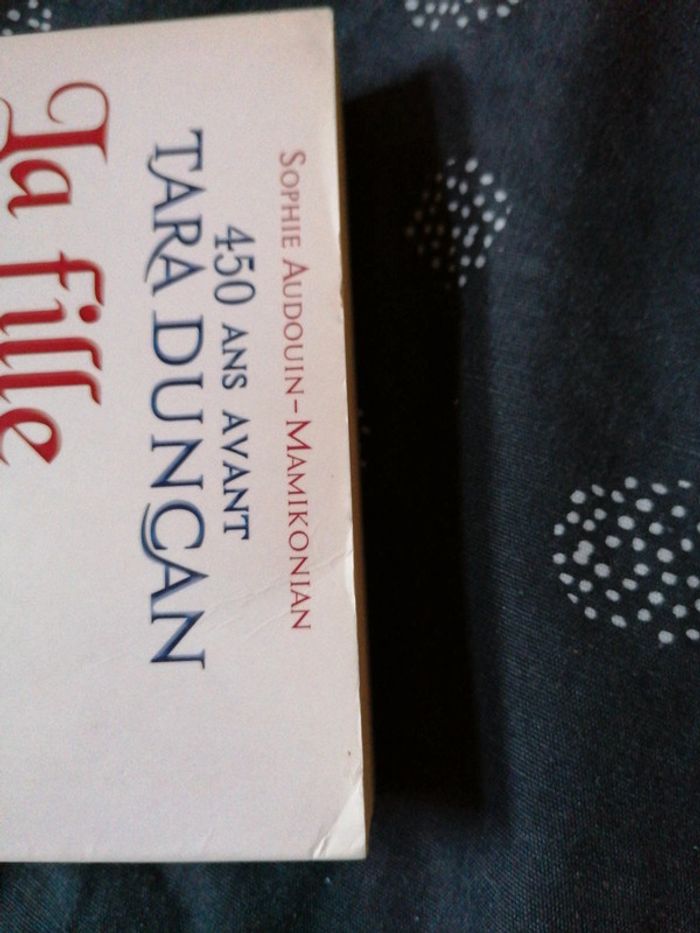 SOPHIE AUDOUIN-MAMIKONIAN
450 ANS AVANT
TARA DUNCAN
La fille